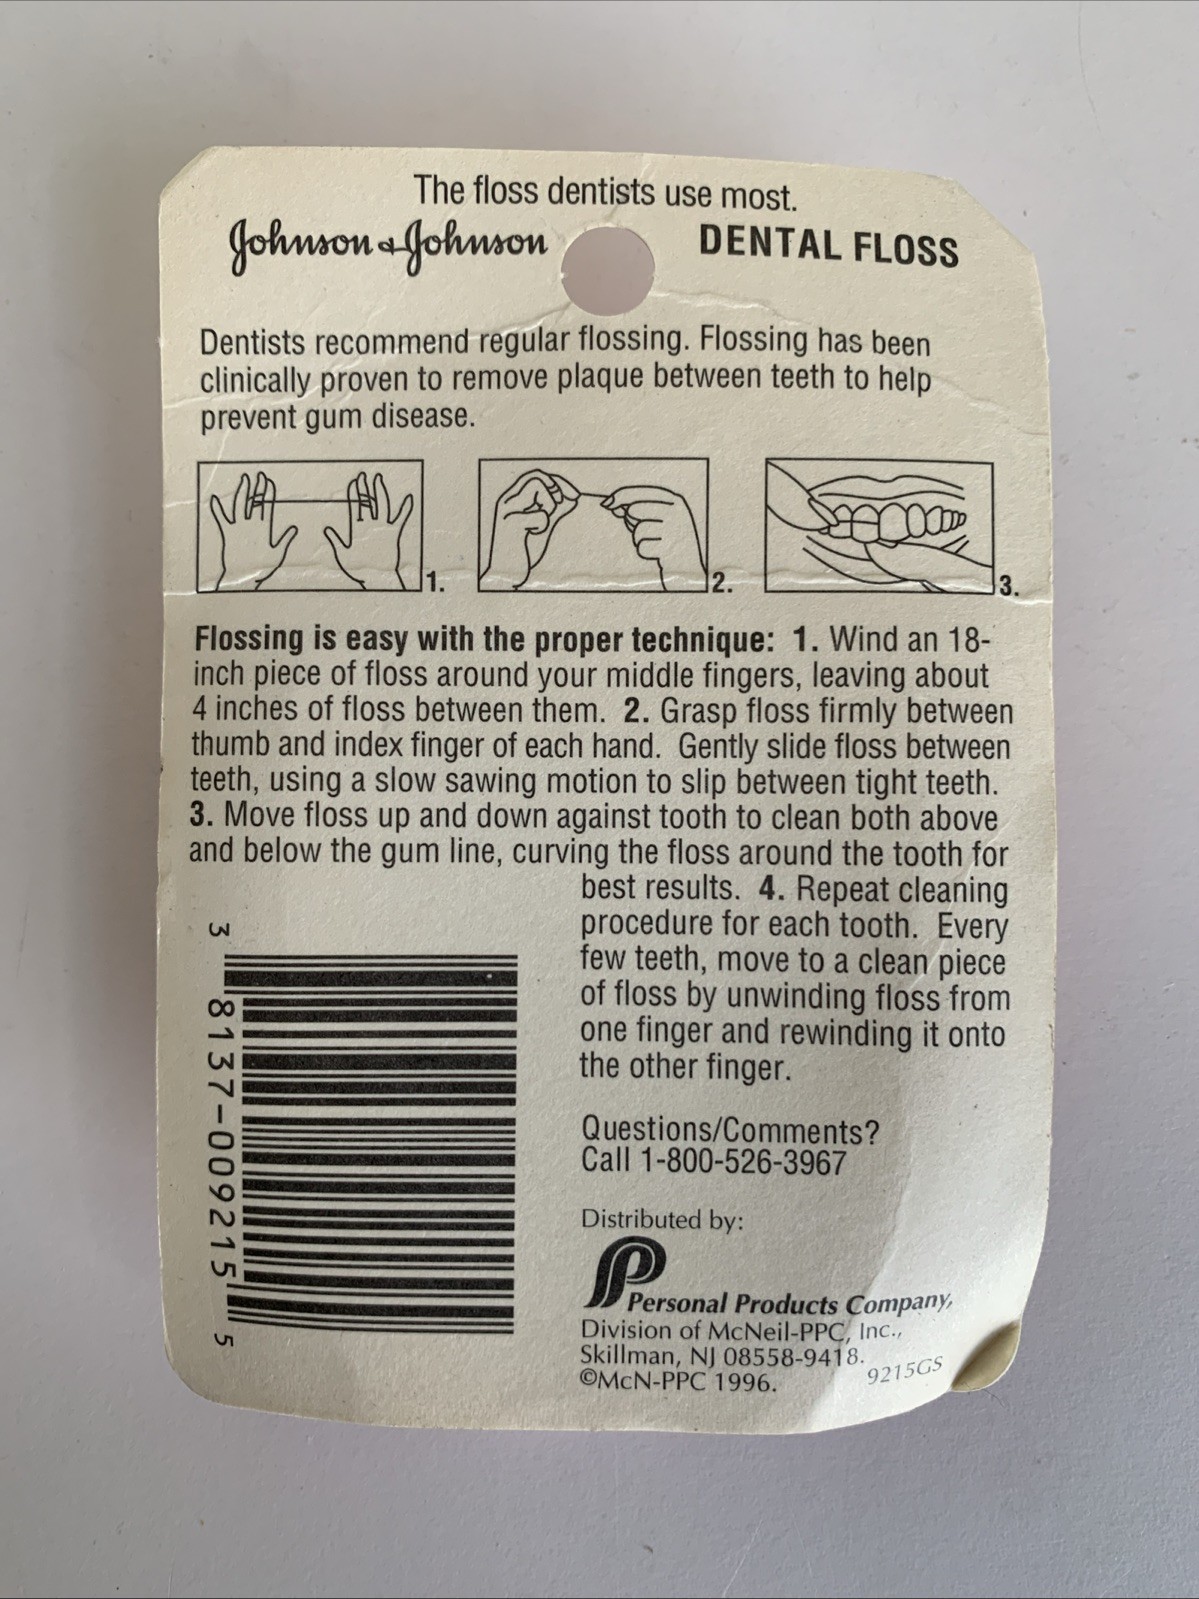 The floss dentists use most.
Johnson & Johnson DENTAL FLOSS
Dentists recommend regular flossing. Flossing has been
clinically proven to remove plaque between teeth to help
prevent gum disease.
1. 2. 3.
Flossing is easy with the proper technique: 1. Wind an 18-
inch piece of floss around your middle fingers, leaving about
4 inches of floss between them. 2. Grasp floss firmly between
thumb and index finger of each hand. Gently slide floss between
teeth, using a slow sawing motion to slip between tight teeth.
3. Move floss up and down against tooth to clean both above
and below the gum line, curving the floss around the tooth for
best results. 4. Repeat cleaning
procedure for each tooth. Every
few teeth, move to a clean piece
of floss by unwinding floss from
one finger and rewinding it onto
the other finger.
3 8137-009215 5
Questions/Comments?
Call 1-800-526-3967
Distributed by:
P
Personal Products Company,
Division of McNeil-PPC, Inc.,
Skillman, NJ 08558-9418.
©McN-PPC 1996.
9215GS